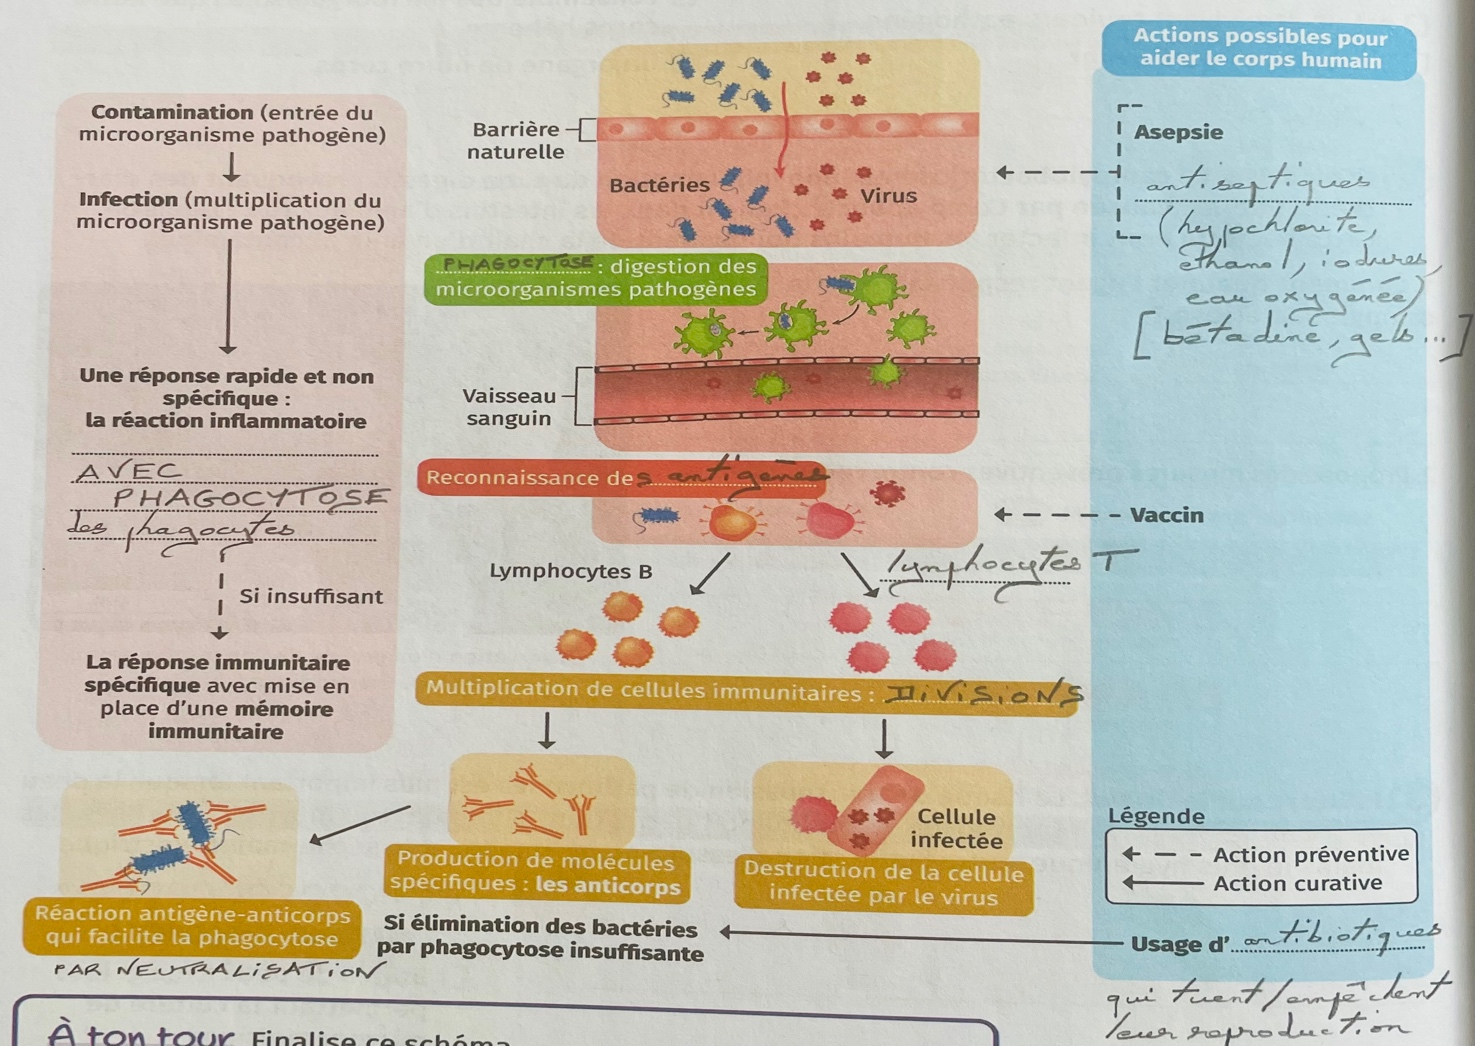 Contamination (entrée du
microorganisme pathogène)
Infection (multiplication du
microorganisme pathogène)
Une réponse rapide et non
spécifique :
la réaction inflammatoire
AVEC
PHAGOCYTOSE
des phagocytes
Si insuffisant
La réponse immunitaire
spécifique avec mise en
place d'une mémoire
immunitaire
Barrière
naturelle
Bactéries
Virus
PHAGOCYTOSE : digestion des
microorganismes pathogènes
Vaisseau
sanguin
Reconnaissance des antigènes
Lymphocytes B
lymphocytes T
Multiplication de cellules immunitaires : DIVISIONS
Cellule
infectée
Production de molécules
spécifiques : les anticorps
Destruction de la cellule
infectée par le virus
Réaction antigène-anticorps
qui facilite la phagocytose
PAR NEUTRALISATION
Si élimination des bactéries
par phagocytose insuffisante
Actions possibles pour
aider le corps humain
Asepsie
antiseptiques
(hypochlorite,
éthanol, iodures,
eau oxygénée)
[bétadine, gels...]
Vaccin
Légende
Action préventive
Action curative
Usage d'antibiotiques
qui tuent/empêchent
leur reproduction
À ton tour Finalise ce schéma